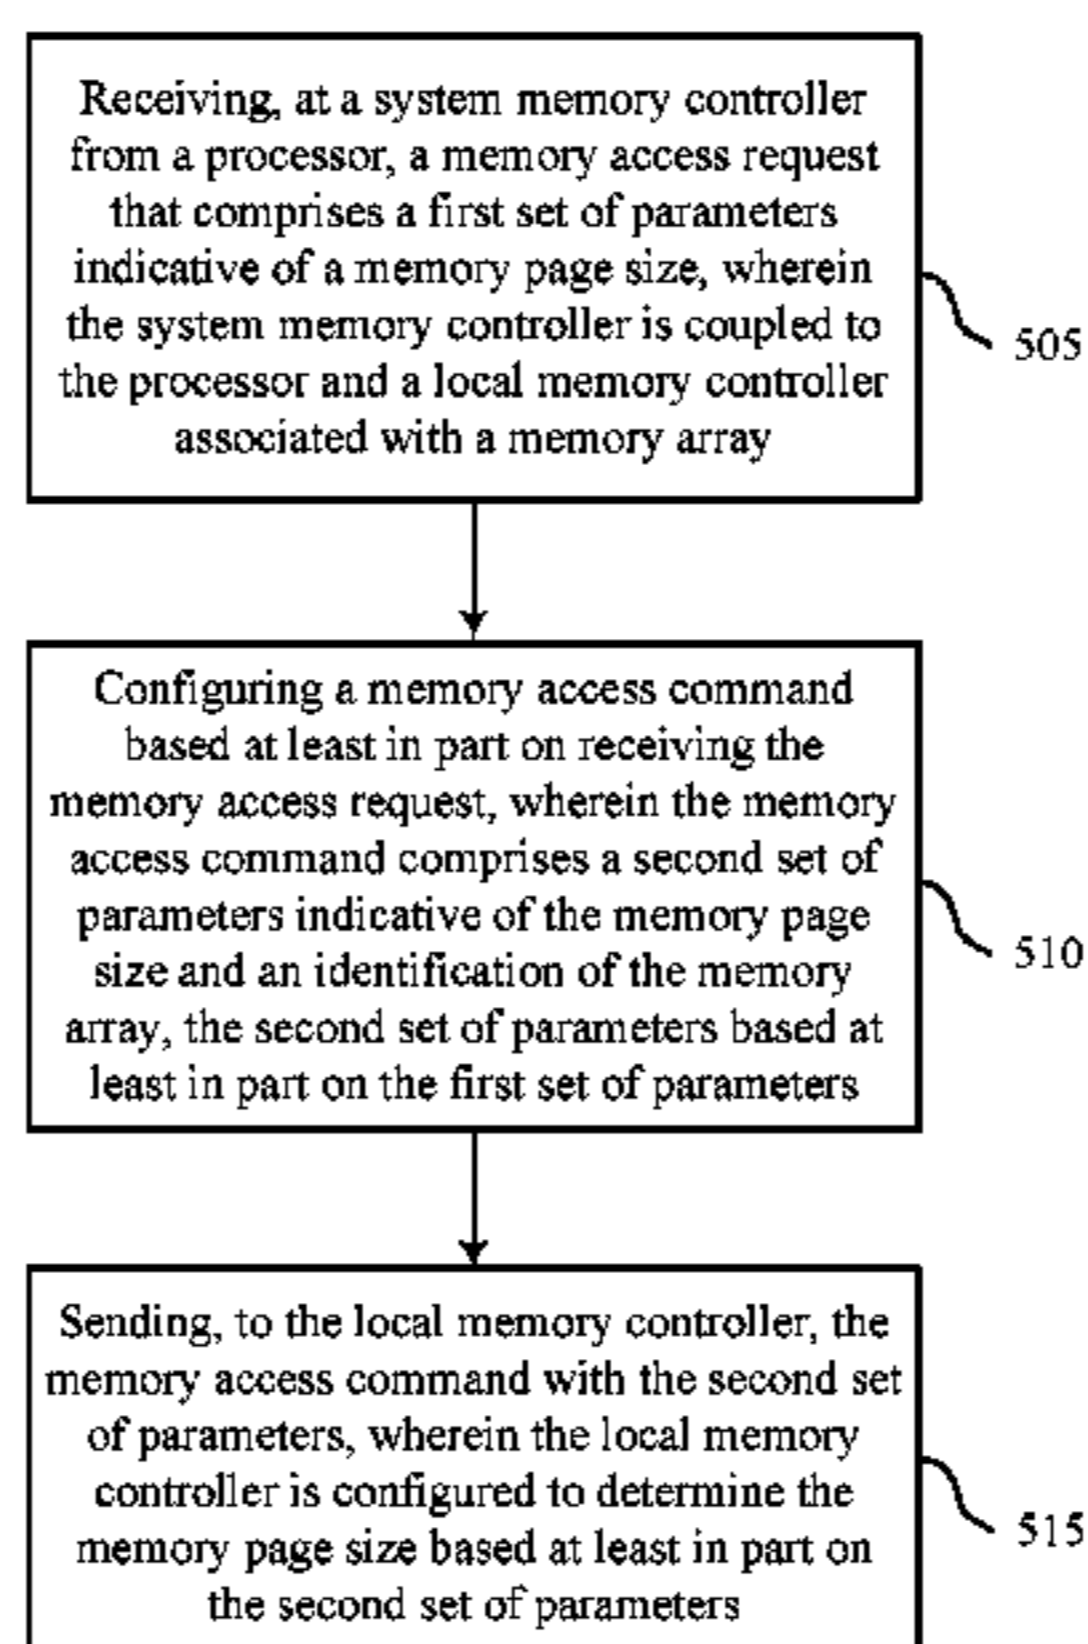 Receiving, at a system memory controller
from a processor, a memory access request
that comprises a first set of parameters
indicative of a memory page size, wherein
the system memory controller is coupled to
the processor and a local memory controller
associated with a memory array
505
Configuring a memory access command
based at least in part on receiving the
memory access request, wherein the memory
access command comprises a second set of
parameters indicative of the memory page
size and an identification of the memory
array, the second set of parameters based at
least in part on the first set of parameters
510
Sending, to the local memory controller, the
memory access command with the second set
of parameters, wherein the local memory
controller is configured to determine the
memory page size based at least in part on
the second set of parameters
515